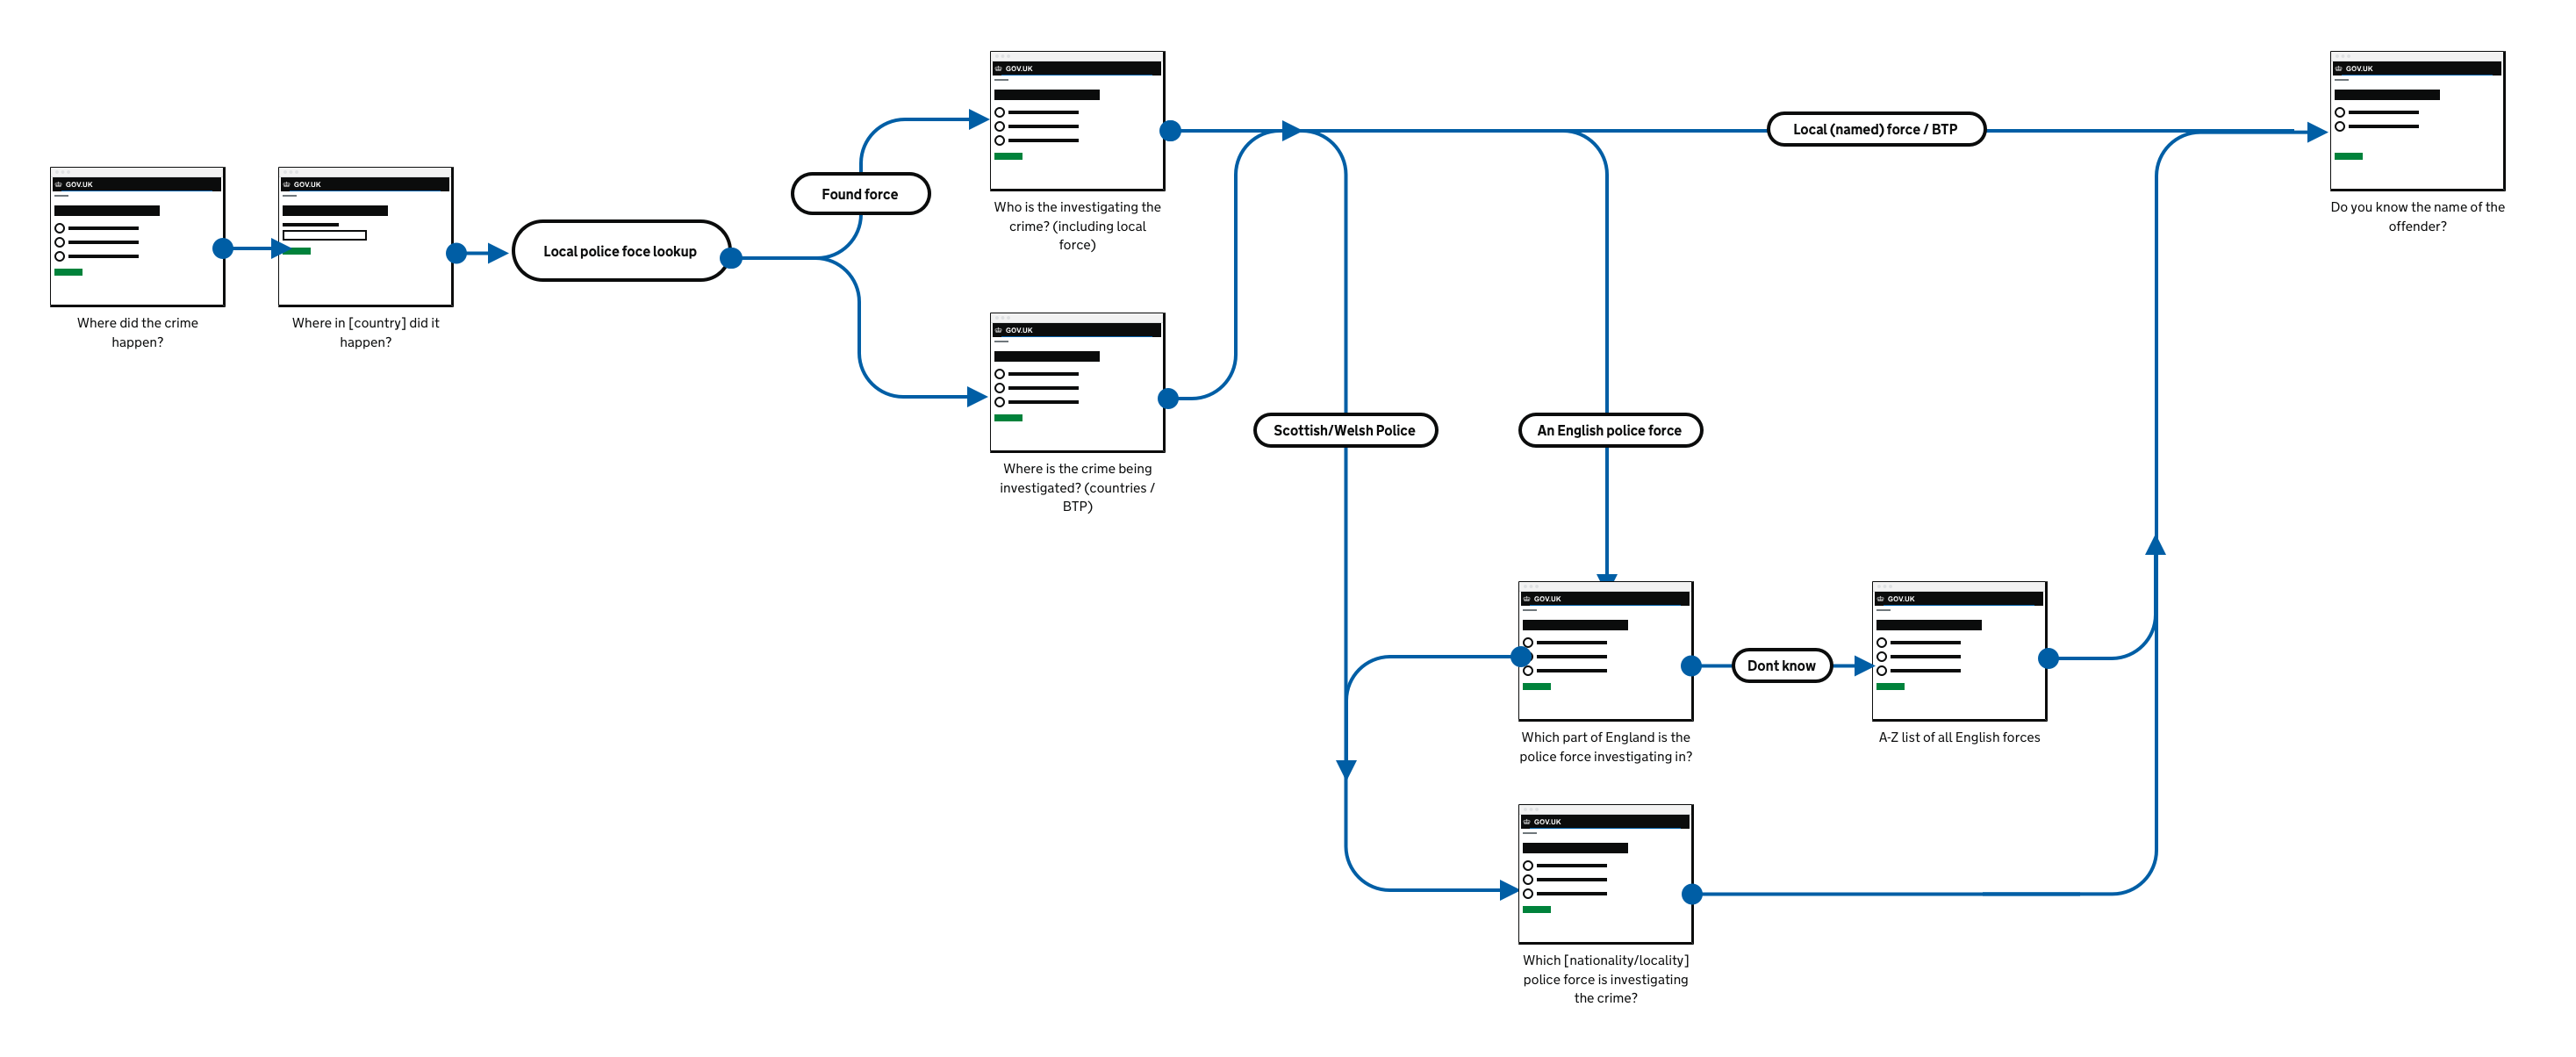 GOV.UK
Where did the crime
happen?
GOV.UK
Where in [country] did it
happen?
Local police foce lookup
Found force
GOV.UK
Who is the investigating the
crime? (including local
force)
GOV.UK
Where is the crime being
investigated? (countries /
BTP)
Scottish/Welsh Police
An English police force
Local (named) force / BTP
GOV.UK
Do you know the name of the
offender?
GOV.UK
Which part of England is the
police force investigating in?
Dont know
GOV.UK
A-Z list of all English forces
GOV.UK
Which [nationality/locality]
police force is investigating
the crime?